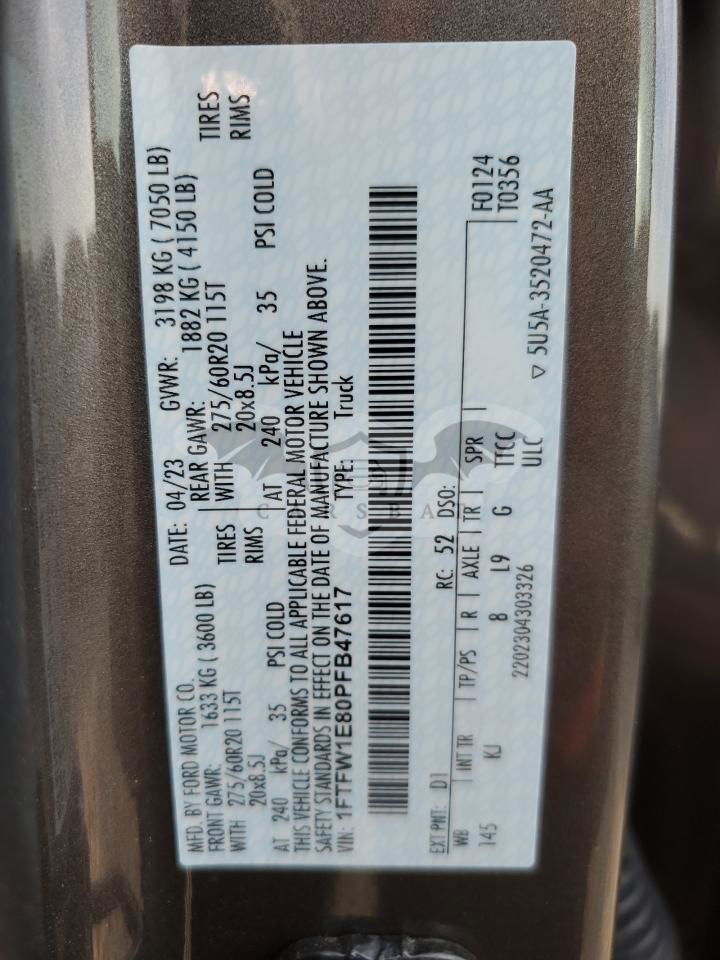 MFD. BY FORD MOTOR CO.
DATE: 04/23 GVWR: 3198 KG ( 7050 LB)
FRONT GAWR: 1633 KG ( 3600 LB) REAR GAWR: 1882 KG ( 4150 LB)
WITH 275/60R20 115T TIRES WITH 275/60R20 115T TIRES
20x8.5J RIMS 20x8.5J RIMS
AT 240 kPa/ 35 PSI COLD AT 240 kPa/ 35 PSI COLD
THIS VEHICLE CONFORMS TO ALL APPLICABLE FEDERAL MOTOR VEHICLE
SAFETY STANDARDS IN EFFECT ON THE DATE OF MANUFACTURE SHOWN ABOVE.
VIN: 1FTFW1E80PFB47617 TYPE: Truck
EXT PNT: D1 RC: 52 DSO: F0124
WB INT TR TP/PS R AXLE TR SPR T0356
145 KJ 8 L9 G TTCC
ULC
2202304303326 ▽ 5U5A-3520472-AA